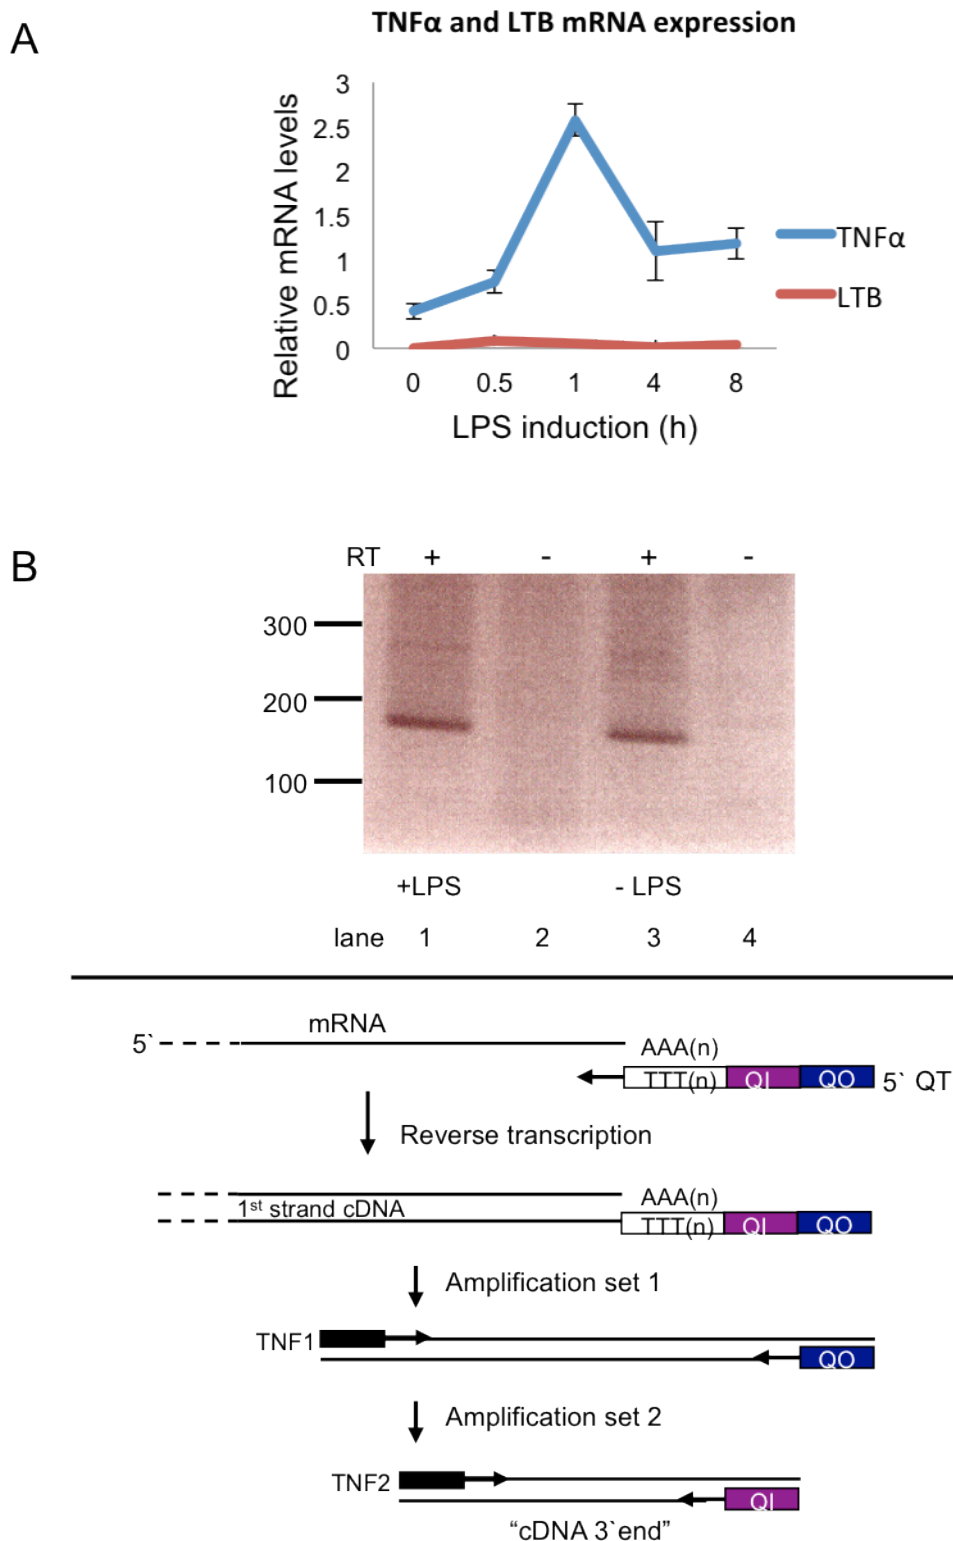 A
TNFα and LTB mRNA expression
Relative mRNA levels
3
2.5
2
1.5
1
0.5
0
0 0.5 1 4 8
LPS induction (h)
TNFα
LTB
B
RT + - + -
300
200
100
+LPS - LPS
lane 1 2 3 4
mRNA
5` AAA(n)
TTT(n) QI QO 5` QT
Reverse transcription
AAA(n)
1st strand cDNA
TTT(n) QI QO
Amplification set 1
TNF1
QO
Amplification set 2
TNF2
QI
“cDNA 3`end”